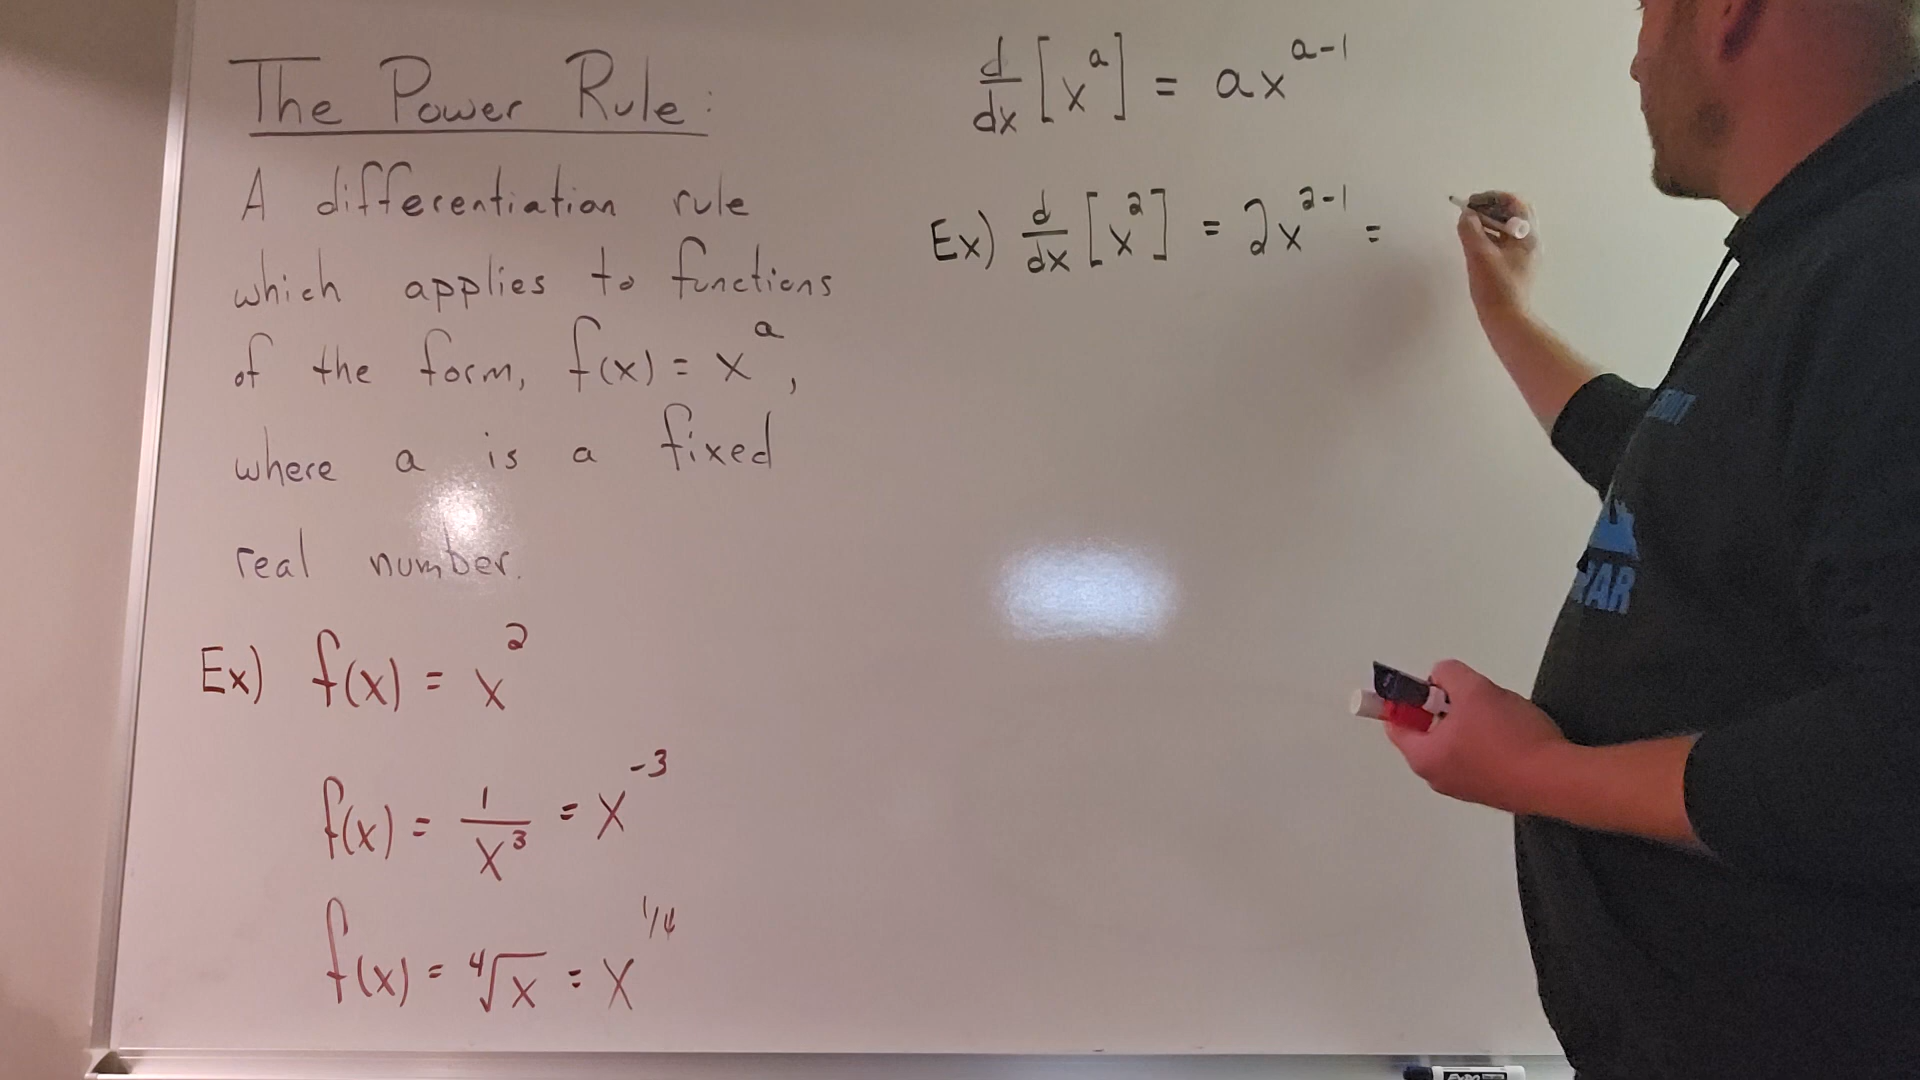 The Power Rule:
A differentiation rule
which applies to functions
of the form, f(x) = x^a,
where a is a fixed
real number.
Ex) f(x) = x^2
f(x) = 1/x^3 = x^-3
f(x) = ⁴√x = x^1/4
d/dx [x^a] = ax^a-1
Ex) d/dx [x^2] = 2x^2-1 =